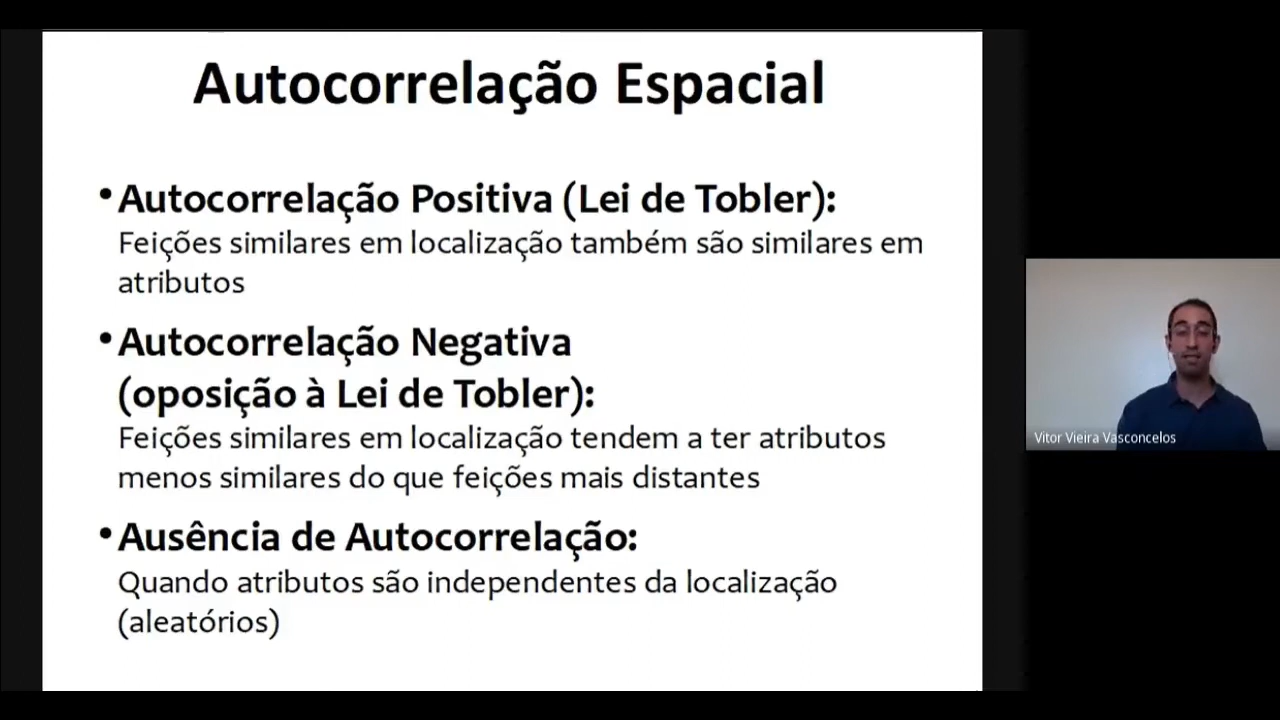 Autocorrelação Espacial
•Autocorrelação Positiva (Lei de Tobler):
Feições similares em localização também são similares em
atributos
•Autocorrelação Negativa
(oposição à Lei de Tobler):
Feições similares em localização tendem a ter atributos
menos similares do que feições mais distantes
•Ausência de Autocorrelação:
Quando atributos são independentes da localização
(aleatórios)
Vitor Vieira Vasconcelos